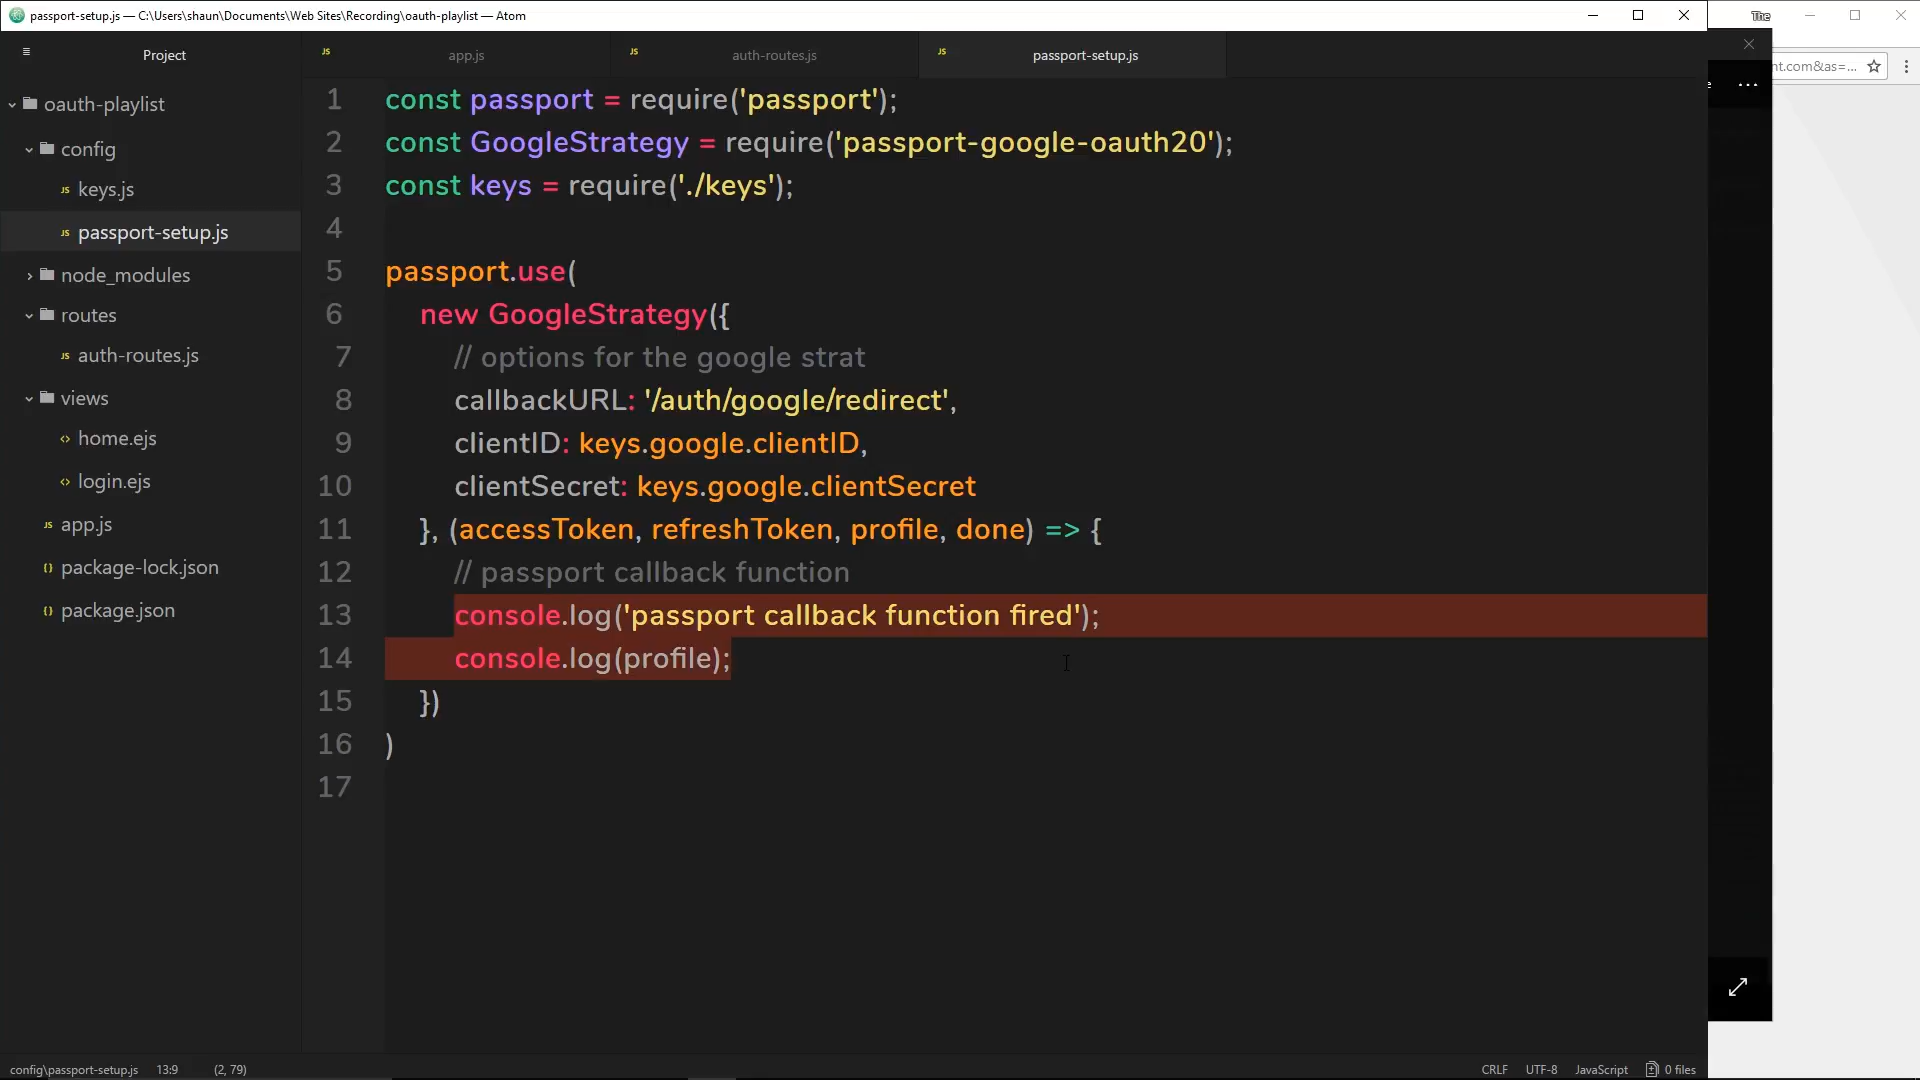 passport-setup.js — C:\Users\shaun\Documents\Web Sites\Recording\oauth-playlist — Atom
The
Project
app.js
auth-routes.js
passport-setup.js
nt.com&as=...
oauth-playlist
config
keys.js
passport-setup.js
node_modules
routes
auth-routes.js
views
home.ejs
login.ejs
app.js
package-lock.json
package.json
1 const passport = require('passport');
2 const GoogleStrategy = require('passport-google-oauth20');
3 const keys = require('./keys');
4
5 passport.use(
6 new GoogleStrategy({
7 // options for the google strat
8 callbackURL: '/auth/google/redirect',
9 clientID: keys.google.clientID,
10 clientSecret: keys.google.clientSecret
11 }, (accessToken, refreshToken, profile, done) => {
12 // passport callback function
13 console.log('passport callback function fired');
14 console.log(profile);
15 })
16 )
17
config\passport-setup.js 13:9 (2, 79)
CRLF UTF-8 JavaScript 0 files